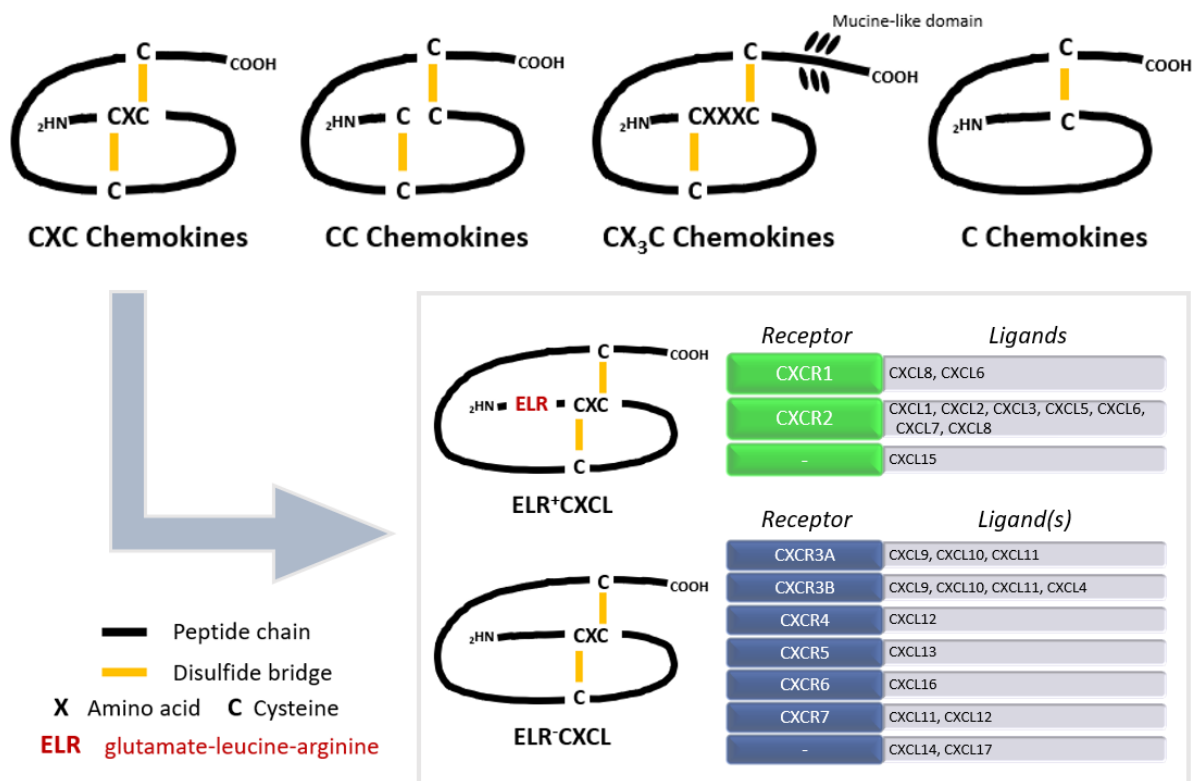 Mucine-like domain
C
COOH
₂HN
CXC
C
CXC Chemokines
C
COOH
₂HN
C C
C
CC Chemokines
C
COOH
₂HN
CXXXC
C
CX₃C Chemokines
C
COOH
₂HN
C
C Chemokines
C
COOH
₂HN ELR CXC
C
ELR⁺CXCL
Receptor Ligands
CXCR1 CXCL8, CXCL6
CXCR2 CXCL1, CXCL2, CXCL3, CXCL5, CXCL6,
CXCL7, CXCL8
- CXCL15
C
COOH
₂HN CXC
C
ELR⁻CXCL
Receptor Ligand(s)
CXCR3A CXCL9, CXCL10, CXCL11
CXCR3B CXCL9, CXCL10, CXCL11, CXCL4
CXCR4 CXCL12
CXCR5 CXCL13
CXCR6 CXCL16
CXCR7 CXCL11, CXCL12
- CXCL14, CXCL17
Peptide chain
Disulfide bridge
X Amino acid C Cysteine
ELR glutamate-leucine-arginine